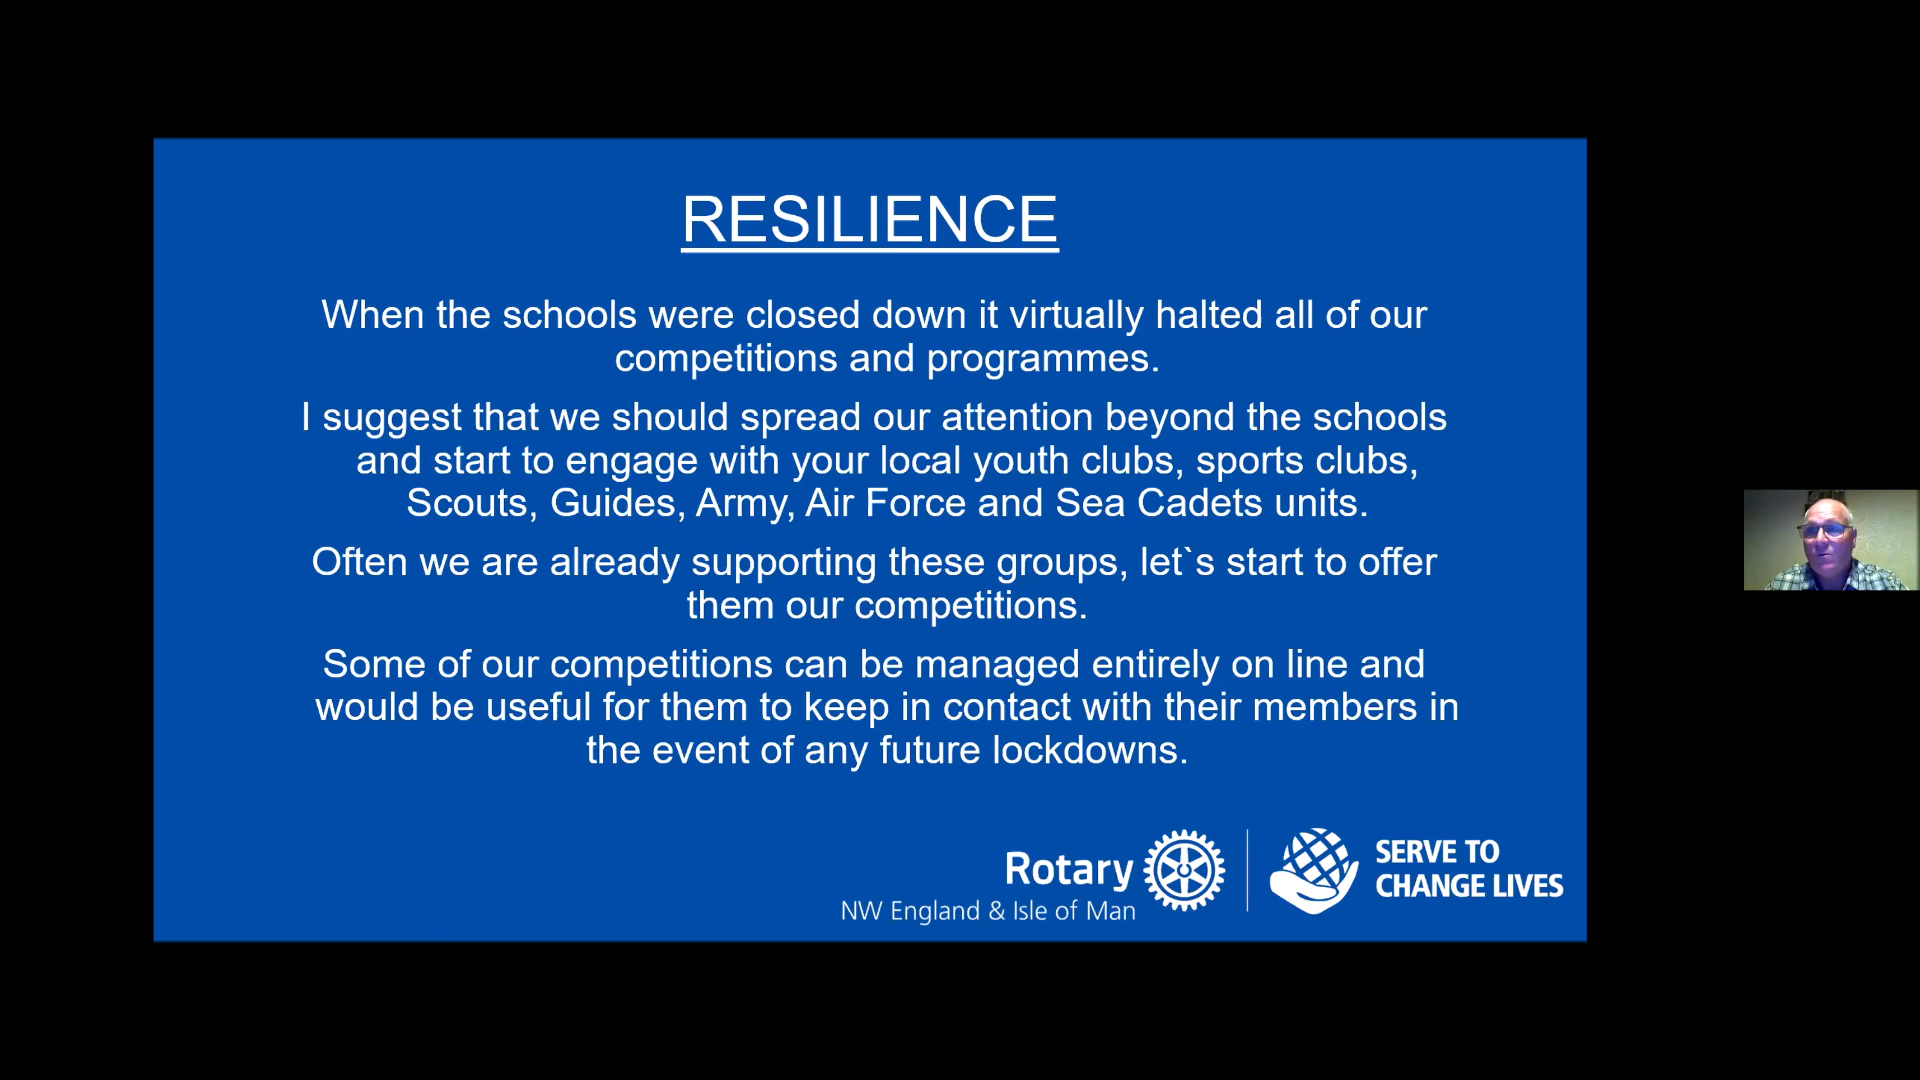 RESILIENCE
When the schools were closed down it virtually halted all of our
competitions and programmes.
I suggest that we should spread our attention beyond the schools
and start to engage with your local youth clubs, sports clubs,
Scouts, Guides, Army, Air Force and Sea Cadets units.
Often we are already supporting these groups, let`s start to offer
them our competitions.
Some of our competitions can be managed entirely on line and
would be useful for them to keep in contact with their members in
the event of any future lockdowns.
Rotary
NW England & Isle of Man
SERVE TO
CHANGE LIVES